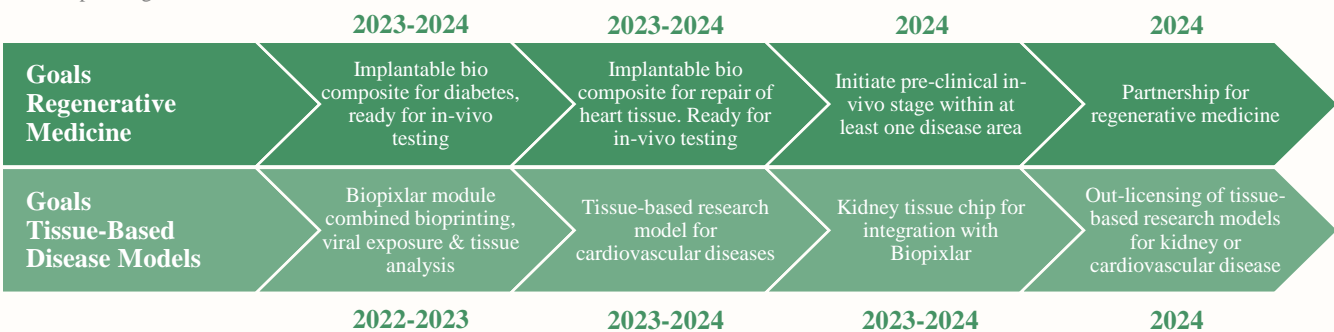 2023-2024
2023-2024
2024
2024
Goals
Regenerative
Medicine
Implantable bio
composite for diabetes,
ready for in-vivo
testing
Implantable bio
composite for repair of
heart tissue. Ready for
in-vivo testing
Initiate pre-clinical in-
vivo stage within at
least one disease area
Partnership for
regenerative medicine
Goals
Tissue-Based
Disease Models
Biopixlar module
combined bioprinting,
viral exposure & tissue
analysis
Tissue-based research
model for
cardiovascular diseases
Kidney tissue chip for
integration with
Biopixlar
Out-licensing of tissue-
based research models
for kidney or
cardiovascular disease
2022-2023
2023-2024
2023-2024
2024